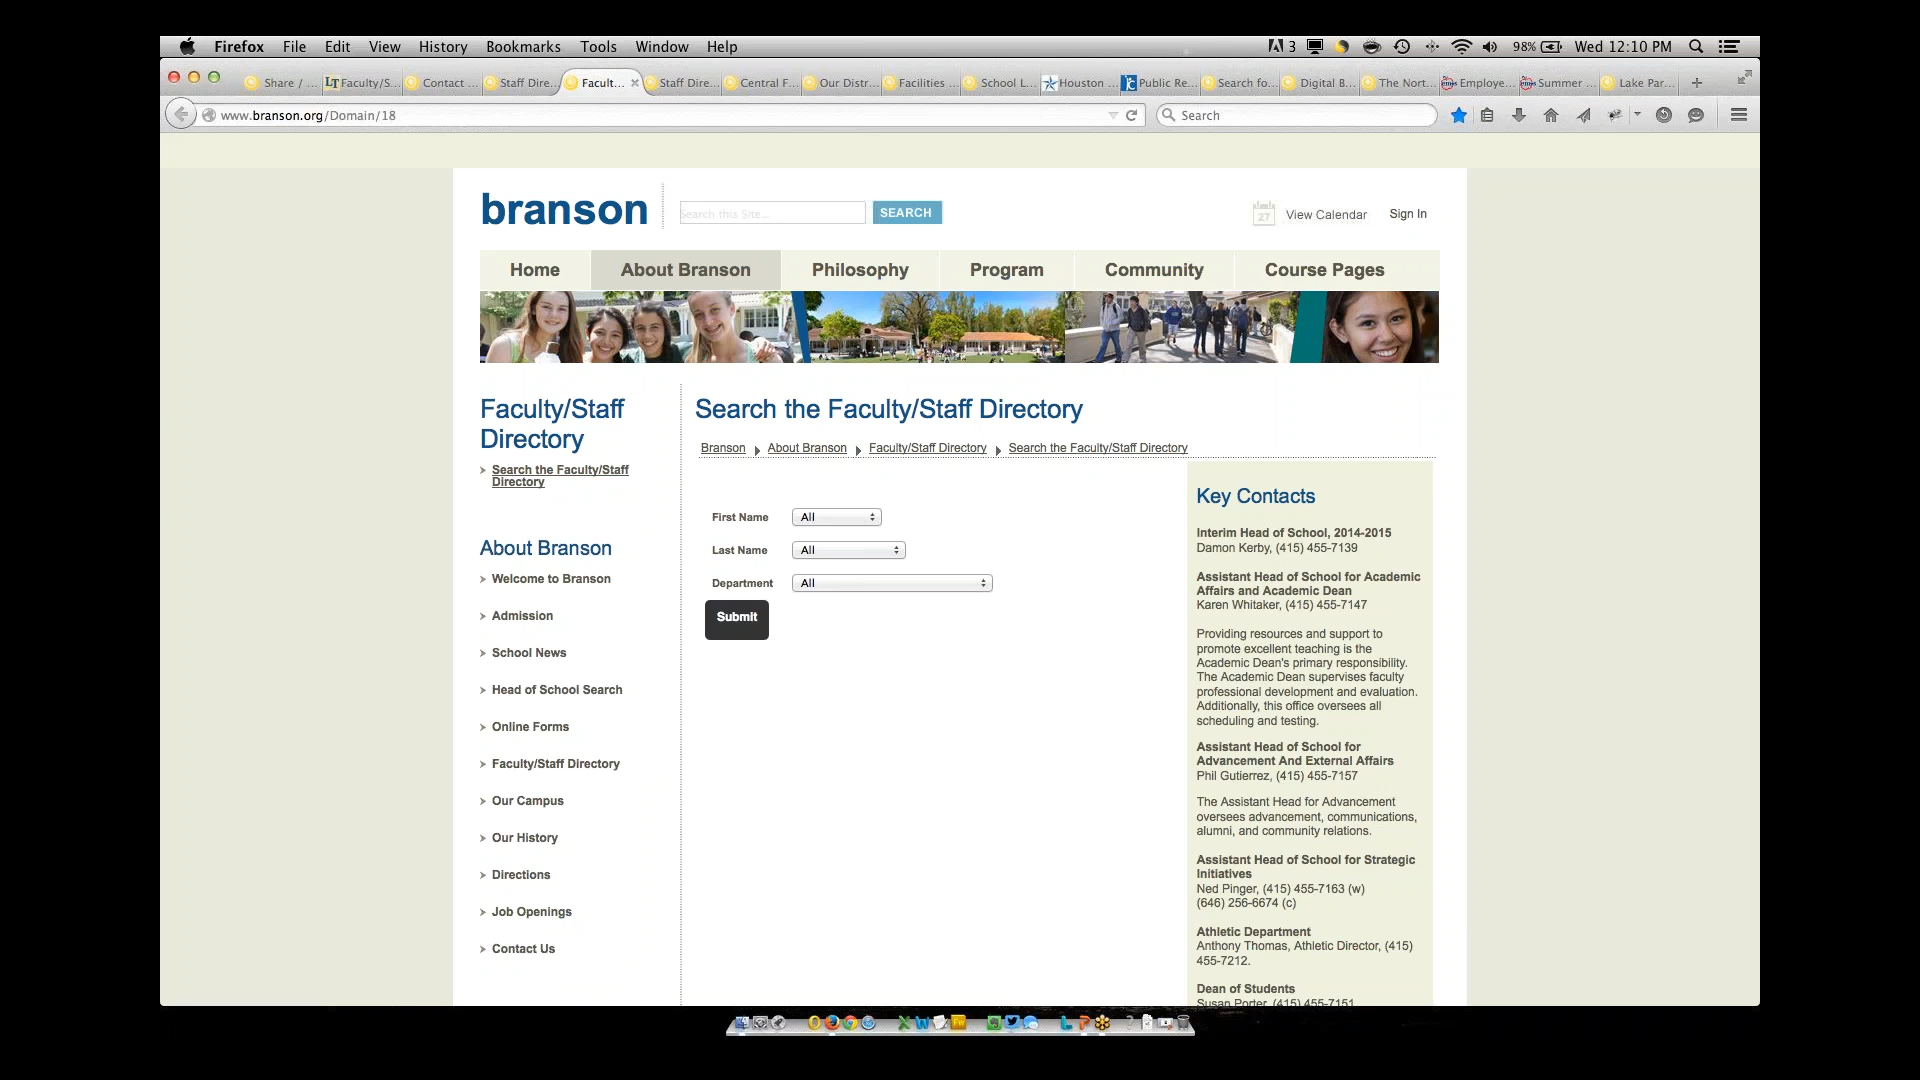 Firefox File Edit View History Bookmarks Tools Window Help 3 98% Wed 12:10 PM
Share / ... LT Faculty/S... Contact ... Staff Dire... Facult... Staff Dire... Central F... Our Distr... Facilities ... School L... Houston ... Public Re... Search fo... Digital B... The Nort... Employe... Summer ... Lake Par...
www.branson.org/Domain/18 Search
branson Search this Site... SEARCH 27 View Calendar Sign In
Home About Branson Philosophy Program Community Course Pages
Faculty/Staff
Directory
Search the Faculty/Staff
Directory
About Branson
Welcome to Branson
Admission
School News
Head of School Search
Online Forms
Faculty/Staff Directory
Our Campus
Our History
Directions
Job Openings
Contact Us
Search the Faculty/Staff Directory
Branson About Branson Faculty/Staff Directory Search the Faculty/Staff Directory
First Name All
Last Name All
Department All
Submit
Key Contacts
Interim Head of School, 2014-2015
Damon Kerby, (415) 455-7139
Assistant Head of School for Academic
Affairs and Academic Dean
Karen Whitaker, (415) 455-7147
Providing resources and support to
promote excellent teaching is the
Academic Dean's primary responsibility.
The Academic Dean supervises faculty
professional development and evaluation.
Additionally, this office oversees all
scheduling and testing.
Assistant Head of School for
Advancement And External Affairs
Phil Gutierrez, (415) 455-7157
The Assistant Head for Advancement
oversees advancement, communications,
alumni, and community relations.
Assistant Head of School for Strategic
Initiatives
Ned Pinger, (415) 455-7163 (w)
(646) 256-6674 (c)
Athletic Department
Anthony Thomas, Athletic Director, (415)
455-7212.
Dean of Students
Susan Porter, (415) 455-7151